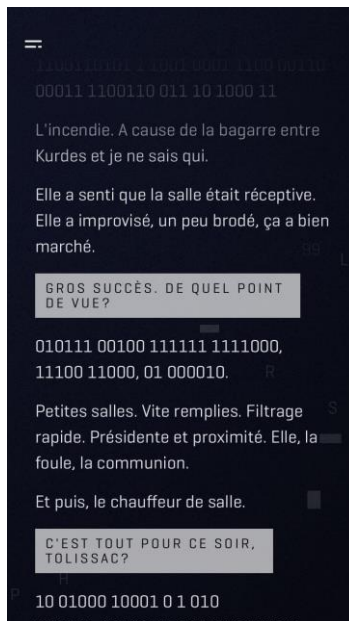 00011 1100110 011 10 1000 11
L'incendie. A cause de la bagarre entre
Kurdes et je ne sais qui.
Elle a senti que la salle était réceptive.
Elle a improvisé, un peu brodé, ça a bien
marché.
GROS SUCCÈS. DE QUEL POINT
DE VUE?
010111 00100 111111 1111000,
11100 11000, 01 000010.
Petites salles. Vite remplies. Filtrage
rapide. Présidente et proximité. Elle, la
foule, la communion.
Et puis, le chauffeur de salle.
C'EST TOUT POUR CE SOIR,
TOLISSAC?
10 01000 10001 0 1 010